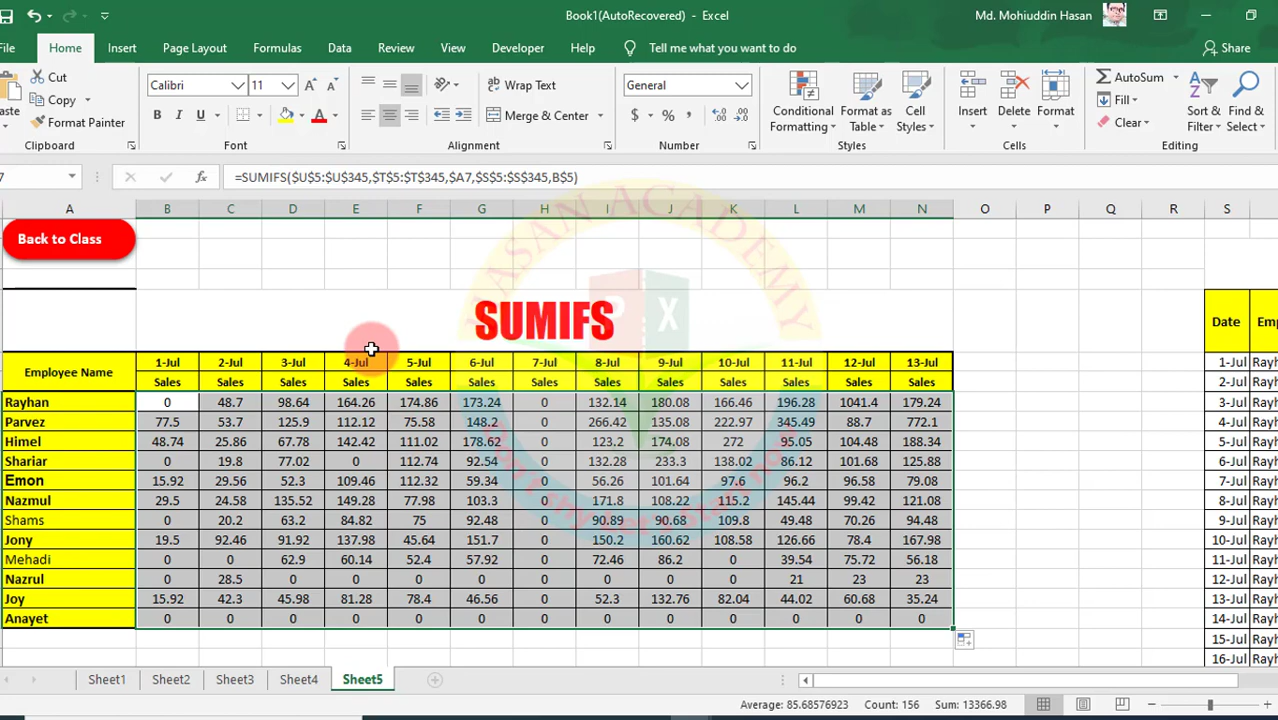 Book1(AutoRecovered) - Excel
Md. Mohiuddin Hasan
File Home Insert Page Layout Formulas Data Review View Developer Help Tell me what you want to do Share
Cut
Copy
Format Painter
Clipboard
Calibri 11
B I U
Font
Wrap Text
Merge & Center
Alignment
General
$ % ,
Number
Conditional Formatting
Format as Table
Cell Styles
Styles
Insert Delete Format
Cells
AutoSum
Fill
Clear
Sort & Filter
Find & Select
Editing
7
fx =SUMIFS($U$5:$U$345,$T$5:$T$345,$A7,$S$5:$S$345,B$5)
A B C D E F G H I J K L M N O P Q R S
Back to Class
SUMIFS
Employee Name 1-Jul 2-Jul 3-Jul 4-Jul 5-Jul 6-Jul 7-Jul 8-Jul 9-Jul 10-Jul 11-Jul 12-Jul 13-Jul
Sales Sales Sales Sales Sales Sales Sales Sales Sales Sales Sales Sales Sales
Rayhan 0 48.7 98.64 164.26 174.86 173.24 0 132.14 180.08 166.46 196.28 1041.4 179.24
Parvez 77.5 53.7 125.9 112.12 75.58 148.2 0 266.42 135.08 222.97 345.49 88.7 772.1
Himel 48.74 25.86 67.78 142.42 111.02 178.62 0 123.2 174.08 272 95.05 104.48 188.34
Shariar 0 19.8 77.02 0 112.74 92.54 0 132.28 233.3 138.02 86.12 101.68 125.88
Emon 15.92 29.56 52.3 109.46 112.32 59.34 0 56.26 101.64 97.6 96.2 96.58 79.08
Nazmul 29.5 24.58 135.52 149.28 77.98 103.3 0 171.8 108.22 115.2 145.44 99.42 121.08
Shams 0 20.2 63.2 84.82 75 92.48 0 90.89 90.68 109.8 49.48 70.26 94.48
Jony 19.5 92.46 91.92 137.98 45.64 151.7 0 150.2 160.62 108.58 126.66 78.4 167.98
Mehadi 0 0 62.9 60.14 52.4 57.92 0 72.46 86.2 0 39.54 75.72 56.18
Nazrul 0 28.5 0 0 0 0 0 0 0 0 21 23 23
Joy 15.92 42.3 45.98 81.28 78.4 46.56 0 52.3 132.76 82.04 44.02 60.68 35.24
Anayet 0 0 0 0 0 0 0 0 0 0 0 0 0
Date Em
1-Jul Rayh
2-Jul Rayh
3-Jul Rayh
4-Jul Rayh
5-Jul Rayh
6-Jul Rayh
7-Jul Rayh
8-Jul Rayh
9-Jul Rayh
10-Jul Rayh
11-Jul Rayh
12-Jul Rayh
13-Jul Rayh
14-Jul Rayh
15-Jul Rayh
16-Jul Rayh
HASAN ACADEMY
P X
Sheet1 Sheet2 Sheet3 Sheet4 Sheet5
Average: 85.68576923 Count: 156 Sum: 13366.98